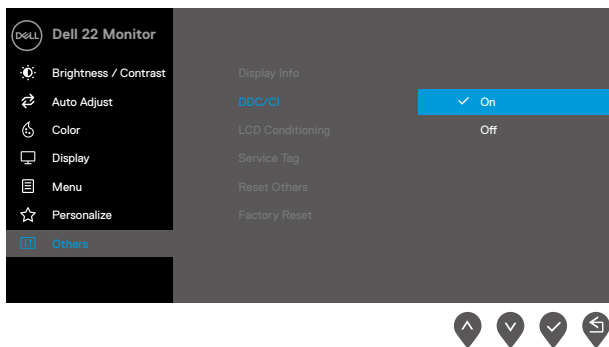 DELL Dell 22 Monitor
Brightness / Contrast
Auto Adjust
Color
Display
Menu
Personalize
Others
Display Info
DDC/CI
LCD Conditioning
Service Tag
Reset Others
Factory Reset
On
Off